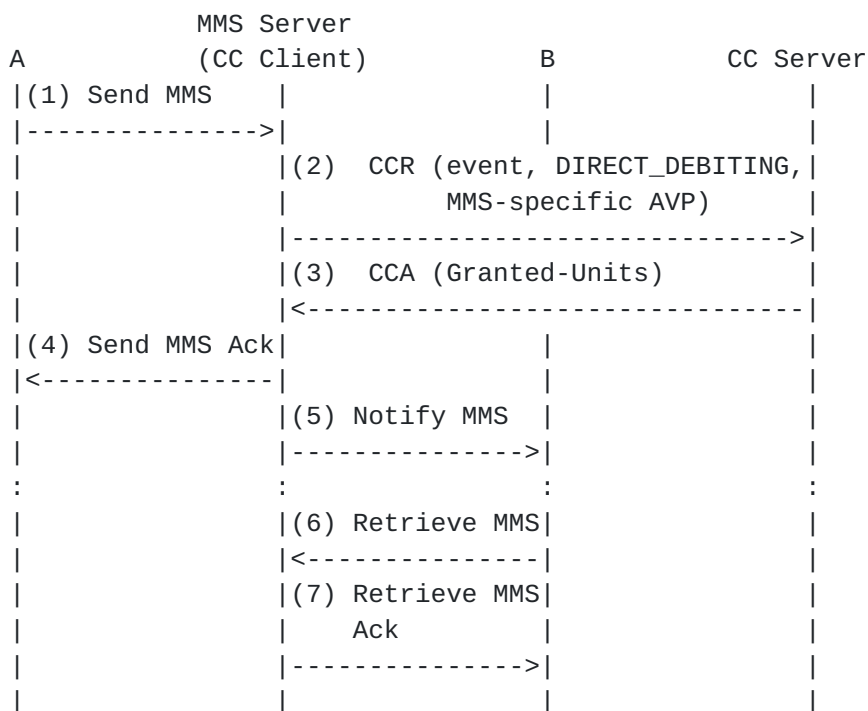 MMS Server
A           (CC Client)           B           CC Server
|(1) Send MMS    |                |                |
|--------------->|                |                |
|                |(2)  CCR (event, DIRECT_DEBITING,|
|                |          MMS-specific AVP)      |
|                |-------------------------------->|
|                |(3)  CCA (Granted-Units)         |
|                |<--------------------------------|
|(4) Send MMS Ack|                |                |
|<---------------|                |                |
|                |(5) Notify MMS  |                |
|                |--------------->|                |
:                :                :                :
|                |(6) Retrieve MMS|                |
|                |<---------------|                |
|                |(7) Retrieve MMS|                |
|                |    Ack         |                |
|                |--------------->|                |
|                |                |                |